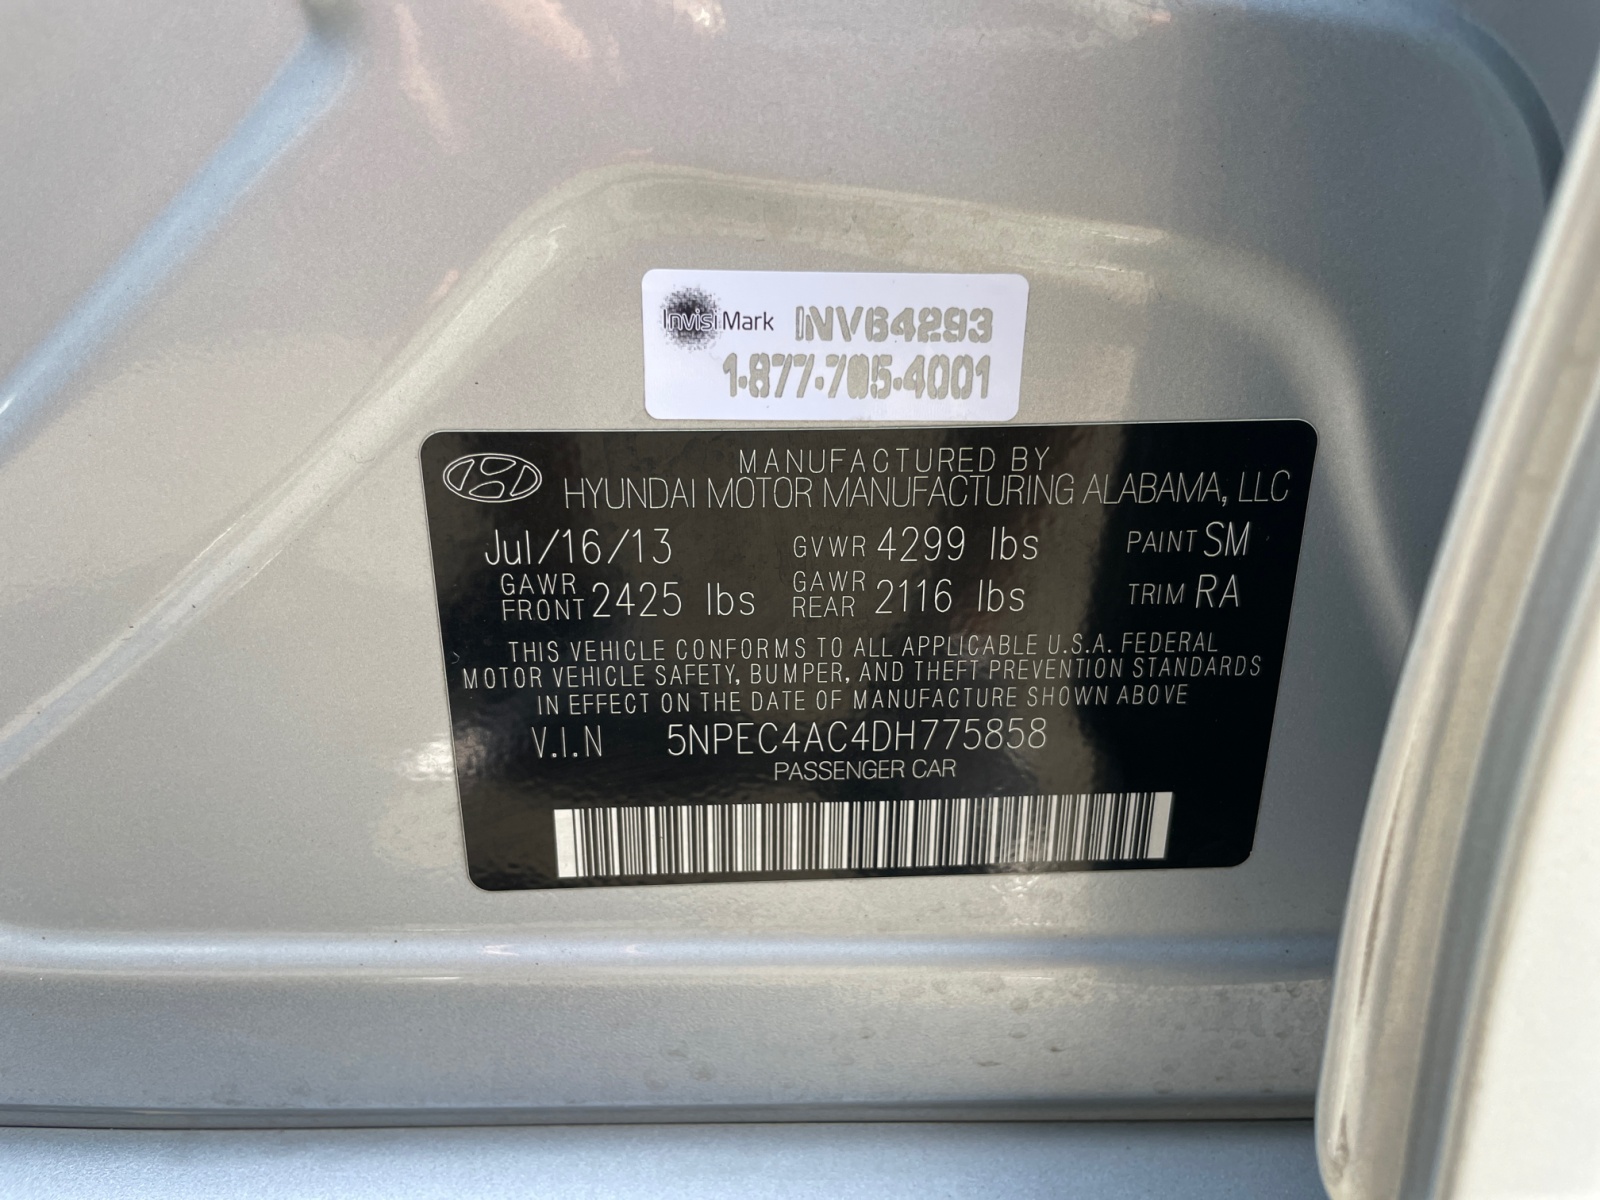 InvisiMark INV64293
1-877-705-4001
MANUFACTURED BY
HYUNDAI MOTOR MANUFACTURING ALABAMA, LLC
Jul/16/13 GVWR 4299 lbs PAINT SM
GAWR FRONT 2425 lbs GAWR REAR 2116 lbs TRIM RA
THIS VEHICLE CONFORMS TO ALL APPLICABLE U.S.A. FEDERAL
MOTOR VEHICLE SAFETY, BUMPER, AND THEFT PREVENTION STANDARDS
IN EFFECT ON THE DATE OF MANUFACTURE SHOWN ABOVE
V.I.N 5NPEC4AC4DH775858
PASSENGER CAR